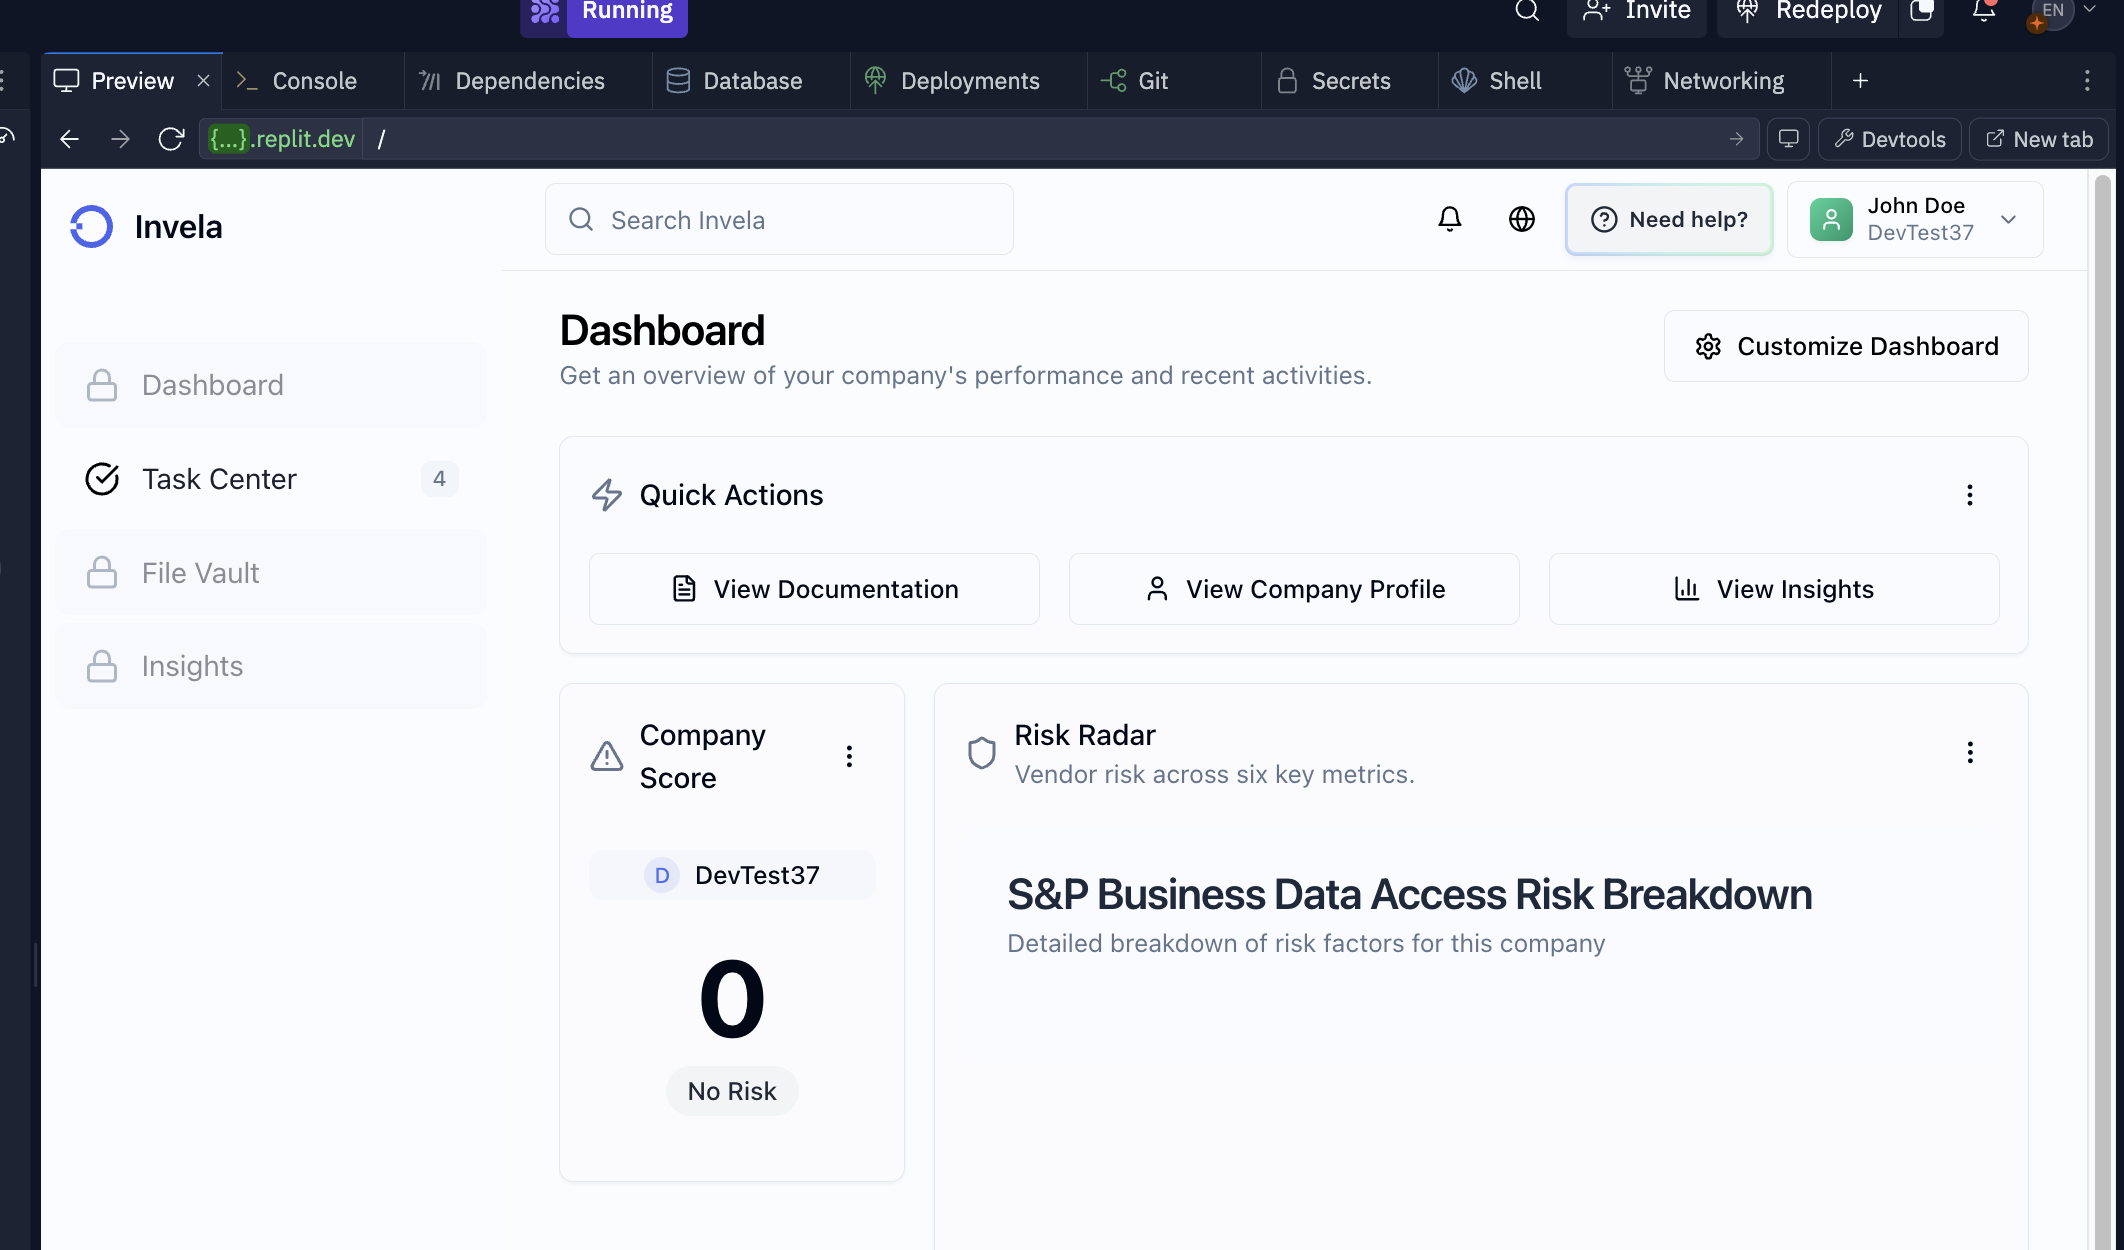 Running
Invite
Redeploy
EN
Preview
Console
Dependencies
Database
Deployments
Git
Secrets
Shell
Networking
{...}.replit.dev
/
Devtools
New tab
Invela
Search Invela
Need help?
John Doe
DevTest37
Dashboard
Task Center
4
File Vault
Insights
Dashboard
Get an overview of your company's performance and recent activities.
Customize Dashboard
Quick Actions
View Documentation
View Company Profile
View Insights
Company
Score
D
DevTest37
0
No Risk
Risk Radar
Vendor risk across six key metrics.
S&P Business Data Access Risk Breakdown
Detailed breakdown of risk factors for this company